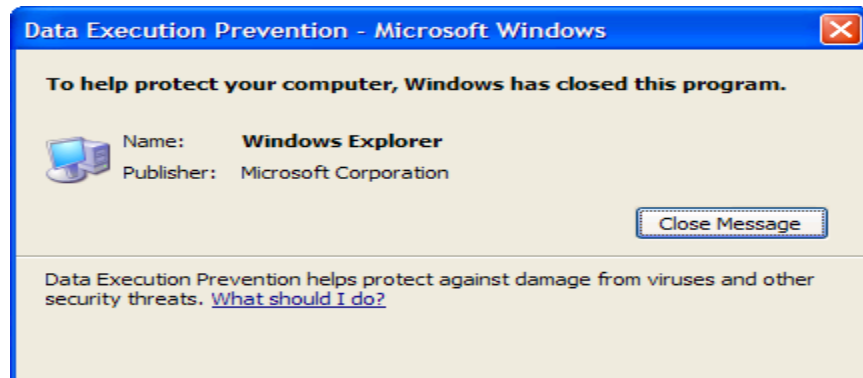 Data Execution Prevention - Microsoft Windows
To help protect your computer, Windows has closed this program.
Name: Windows Explorer
Publisher: Microsoft Corporation
Close Message
Data Execution Prevention helps protect against damage from viruses and other
security threats. What should I do?